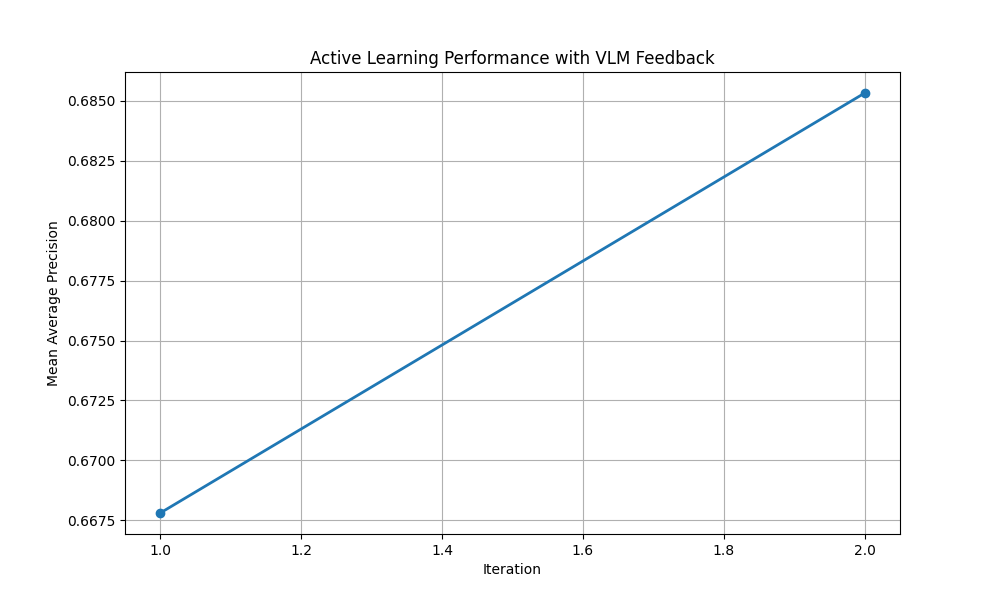 Active Learning Performance with VLM Feedback
Mean Average Precision
0.6850
0.6825
0.6800
0.6775
0.6750
0.6725
0.6700
0.6675
1.0 1.2 1.4 1.6 1.8 2.0
Iteration